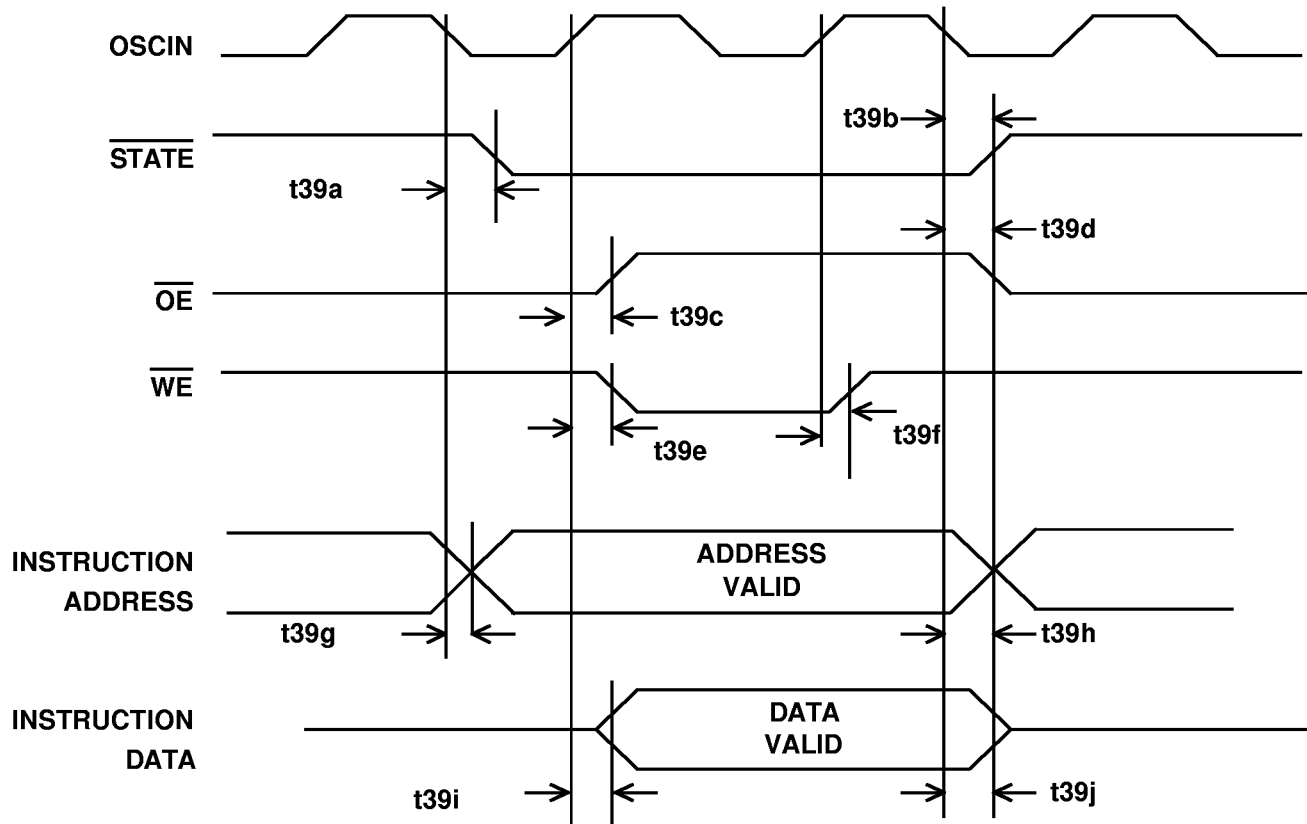 OSCIN
t39b
STATE
t39a
t39d
OE
t39c
WE
t39f
t39e
INSTRUCTION
ADDRESS
ADDRESS
VALID
t39g
t39h
INSTRUCTION
DATA
DATA
VALID
t39i
t39j